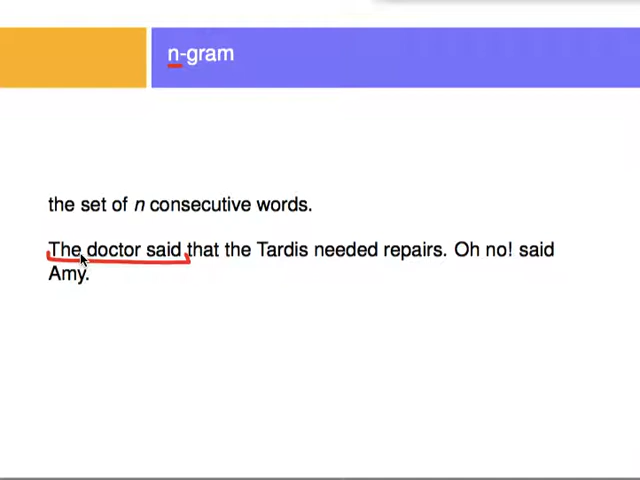 n-gram
the set of n consecutive words.
The doctor said that the Tardis needed repairs. Oh no! said
Amy.